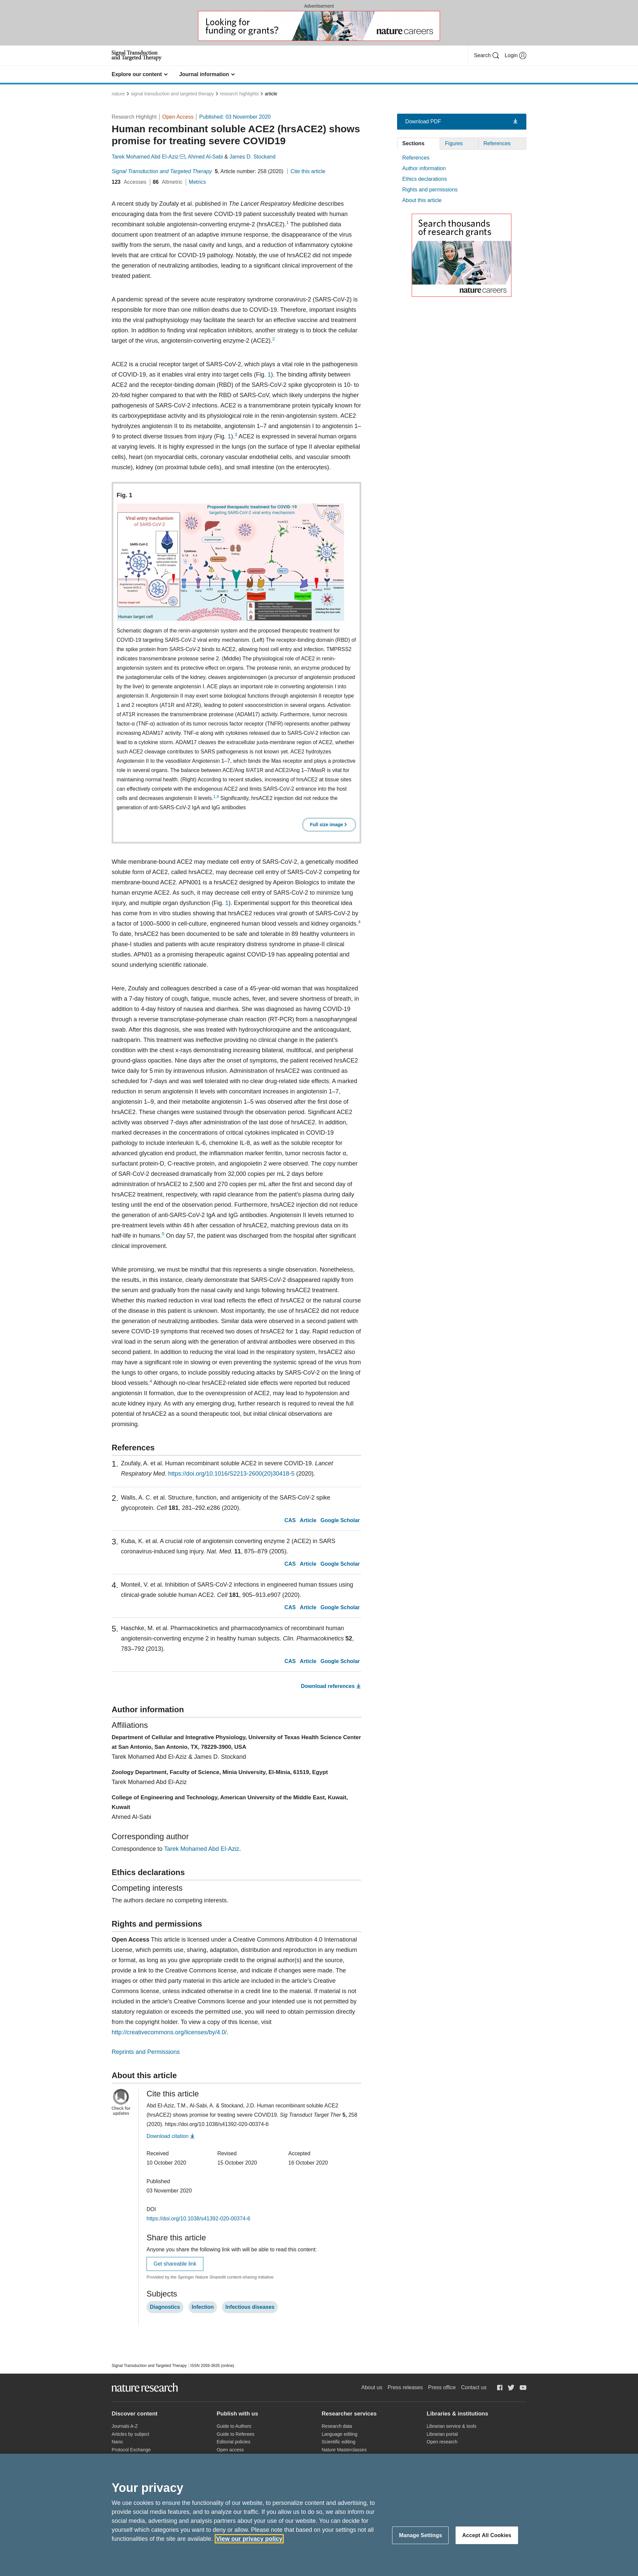 Advertisement
Looking for
funding or grants?
naturecareers
Signal Transduction
and Targeted Therapy
Search
Login
Explore our content
Journal information
nature > signal transduction and targeted therapy > research highlights > article
Research Highlight | Open Access | Published: 03 November 2020
Human recombinant soluble ACE2 (hrsACE2) shows
promise for treating severe COVID19
Tarek Mohamed Abd El-Aziz, Ahmed Al-Sabi & James D. Stockand
Signal Transduction and Targeted Therapy 5, Article number: 258 (2020) | Cite this article
123 Accesses | 86 Altmetric | Metrics
Download PDF
Sections
Figures
References
References
Author information
Ethics declarations
Rights and permissions
About this article
Search thousands
of research grants
naturecareers
A recent study by Zoufaly et al. published in The Lancet Respiratory Medicine describes
encouraging data from the first severe COVID-19 patient successfully treated with human
recombinant soluble angiotensin-converting enzyme-2 (hrsACE2).1 This published data
document upon treatment of an adaptive immune response, the disappearance of the virus
swiftly from the serum, the nasal cavity and lung, and a reduction of inflammatory cytokine
levels that are critical for COVID-19 pathology. Notably, the use of hrsACE2 did not impede
the generation of neutralizing antibodies, leading to a significant clinical improvement of the
treated patient.
A pandemic spread of the severe acute respiratory syndrome coronavirus-2 (SARS-CoV-2) is
responsible for more than one million deaths due to COVID-19. Therefore, important insights
into the viral pathophysiology may facilitate the search for an effective vaccine and treatment
option. In addition to finding viral replication inhibitors, another strategy is to block the cellular
target of the virus, angiotensin-converting enzyme-2 (ACE2).2
ACE2 is a crucial receptor target of SARS-CoV-2, which plays a vital role in the pathogenesis
of COVID-19, as it enables viral entry into target cells (Fig. 1). The binding affinity between
ACE2 and the receptor-binding domain (RBD) of the SARS-CoV-2 spike glycoprotein is 10- to
20-fold higher compared to that with the RBD of SARS-CoV, which likely underpins the higher
pathogenesis of SARS-CoV-2 infections. ACE2 is a transmembrane protein typically known for
its carboxypeptidase activity and its physiological role in the renin-angiotensin system. ACE2
hydrolyzes angiotensin II to its metabolite, angiotensin 1–7 and angiotensin I to angiotensin 1–
9 to protect diverse tissues from injury (Fig. 1).3 ACE2 is expressed in several human organs
at varying levels. It is highly expressed in the lungs (on the surface of type II alveolar epithelial
cells), heart (on myocardial cells, coronary vascular endothelial cells, and vascular smooth
muscle), kidney (on proximal tubule cells), and small intestine (on the enterocytes).
Fig. 1
Viral entry mechanism
of SARS-CoV-2
Proposed therapeutic treatment for COVID-19
targeting SARS-CoV-2 viral entry mechanism
Human target cell
Schematic diagram of the renin-angiotensin system and the proposed therapeutic treatment for
COVID-19 targeting SARS-CoV-2 viral entry mechanism. (Left) The receptor-binding domain (RBD) of
the spike protein from SARS-CoV-2 binds to ACE2, allowing host cell entry and infection. TMPRSS2
indicates transmembrane protease serine 2. (Middle) The physiological role of ACE2 in renin-
angiotensin system and its protective effect on organs. The protease renin, an enzyme produced by
the juxtaglomerular cells of the kidney, cleaves angiotensinogen (a precursor of angiotensin produced
by the liver) to generate angiotensin I. ACE plays an important role in converting angiotensin I into
angiotensin II. Angiotensin II may exert some biological functions through angiotensin II receptor type
1 and 2 receptors (AT1R and AT2R), leading to potent vasoconstriction in several organs. Activation
of AT1R increases the transmembrane proteinase (ADAM17) activity. Furthermore, tumor necrosis
factor-α (TNF-α) activation of its tumor necrosis factor receptor (TNFR) represents another pathway
increasing ADAM17 activity. TNF-α along with cytokines released due to SARS-CoV-2 infection can
lead to a cytokine storm. ADAM17 cleaves the extracellular juxta-membrane region of ACE2, whether
such ACE2 cleavage contributes to SARS pathogenesis is not known yet. ACE2 hydrolyzes
Angiotensin II to the vasodilator Angiotensin 1–7, which binds the Mas receptor and plays a protective
role in several organs. The balance between ACE/Ang II/AT1R and ACE2/Ang 1–7/MasR is vital for
maintaining normal health. (Right) According to recent studies, increasing of hrsACE2 at tissue sites
can effectively compete with the endogenous ACE2 and limits SARS-CoV-2 entrance into the host
cells and decreases angiotensin II levels.1,4 Significantly, hrsACE2 injection did not reduce the
generation of anti-SARS-CoV-2 IgA and IgG antibodies
Full size image
While membrane-bound ACE2 may mediate cell entry of SARS-CoV-2, a genetically modified
soluble form of ACE2, called hrsACE2, may decrease cell entry of SARS-CoV-2 by competing for
membrane-bound ACE2. APN001 is a hrsACE2 designed by Apeiron Biologics to imitate the
human enzyme ACE2. As such, it may decrease cell entry of SARS-CoV-2 to minimize lung
injury, and multiple organ dysfunction (Fig. 1). Experimental support for this theoretical idea
has come from in vitro studies showing that hrsACE2 reduces viral growth of SARS-CoV-2 by
a factor of 1000–5000 in cell-culture, engineered human blood vessels and kidney organoids.4
To date, hrsACE2 has been documented to be safe and tolerable in 89 healthy volunteers in
phase-I studies and patients with acute respiratory distress syndrome in phase-II clinical
studies. APN01 as a promising therapeutic against COVID-19 has appealing potential and
sound underlying scientific rationale.
Here, Zoufaly and colleagues described a case of a 45-year-old woman that was hospitalized
with a 7-day history of cough, fatigue, muscle aches, fever, and severe shortness of breath, in
addition to 4-day history of nausea and diarrhea. She was diagnosed as having COVID-19
through a reverse transcriptase-polymerase chain reaction (RT-PCR) from a nasopharyngeal
swab. After this diagnosis, she was treated with hydroxychloroquine and the anticoagulant,
nadroparin. This treatment was ineffective providing no clinical change in the patient's
condition with the chest x-rays demonstrating increasing bilateral, multifocal, and peripheral
ground-glass opacities. Nine days after the onset of symptoms, the patient received hrsACE2
twice daily for 5 min by intravenous infusion. Administration of hrsACE2 was continued as
scheduled for 7-days and was well tolerated with no clear drug-related side effects. A marked
reduction in serum angiotensin II levels with concomitant increases in angiotensin 1–7,
angiotensin 1–9, and their metabolite angiotensin 1–5 was observed after the first dose of
hrsACE2. These changes were sustained through the observation period. Significant ACE2
activity was observed 7-days after administration of the last dose of hrsACE2. In addition,
marked decreases in the concentrations of critical cytokines implicated in COVID-19
pathology to include interleukin IL-6, chemokine IL-8, as well as the soluble receptor for
advanced glycation end product, the inflammation marker ferritin, tumor necrosis factor α,
surfactant protein-D, C-reactive protein, and angiopoietin 2 were observed. The copy number
of SAR-CoV-2 decreased dramatically from 32,000 copies per mL 2 days before
administration of hrsACE2 to 2,500 and 270 copies per mL after the first and second day of
hrsACE2 treatment, respectively, with rapid clearance from the patient's plasma during daily
testing until the end of the observation period. Furthermore, hrsACE2 injection did not reduce
the generation of anti-SARS-CoV-2 IgA and IgG antibodies. Angiotensin II levels returned to
pre-treatment levels within 48 h after cessation of hrsACE2, matching previous data on its
half-life in humans.5 On day 57, the patient was discharged from the hospital after significant
clinical improvement.
While promising, we must be mindful that this represents a single observation. Nonetheless,
the results, in this instance, clearly demonstrate that SARS-CoV-2 disappeared rapidly from
the serum and gradually from the nasal cavity and lungs following hrsACE2 treatment.
Whether this marked reduction in viral load reflects the effect of hrsACE2 or the natural course
of the disease in this patient is unknown. Most importantly, the use of hrsACE2 did not reduce
the generation of neutralizing antibodies. Similar data were observed in a second patient with
severe COVID-19 symptoms that received two doses of hrsACE2 for 1 day. Rapid reduction of
viral load in the serum along with the generation of antiviral antibodies were observed in this
second patient. In addition to reducing the viral load in the respiratory system, hrsACE2 also
may have a significant role in slowing or even preventing the systemic spread of the virus from
the lungs to other organs, to include possibly reducing attacks by SARS-CoV-2 on the lining of
blood vessels.4 Although no clear hrsACE2-related side effects were reported but reduced
angiotensin II formation, due to the overexpression of ACE2, may lead to hypotension and
acute kidney injury. As with any emerging drug, further research is required to reveal the full
potential of hrsACE2 as a sound therapeutic tool, but initial clinical observations are
promising.
References
1. Zoufaly, A. et al. Human recombinant soluble ACE2 in severe COVID-19. Lancet
Respiratory Med. https://doi.org/10.1016/S2213-2600(20)30418-5 (2020).
2. Walls, A. C. et al. Structure, function, and antigenicity of the SARS-CoV-2 spike
glycoprotein. Cell 181, 281–292.e286 (2020).
CAS Article Google Scholar
3. Kuba, K. et al. A crucial role of angiotensin converting enzyme 2 (ACE2) in SARS
coronavirus-induced lung injury. Nat. Med. 11, 875–879 (2005).
CAS Article Google Scholar
4. Monteil, V. et al. Inhibition of SARS-CoV-2 infections in engineered human tissues using
clinical-grade soluble human ACE2. Cell 181, 905–913.e907 (2020).
CAS Article Google Scholar
5. Haschke, M. et al. Pharmacokinetics and pharmacodynamics of recombinant human
angiotensin-converting enzyme 2 in healthy human subjects. Clin. Pharmacokinetics 52,
783–792 (2013).
CAS Article Google Scholar
Download references
Author information
Affiliations
Department of Cellular and Integrative Physiology, University of Texas Health Science Center
at San Antonio, San Antonio, TX, 78229-3900, USA
Tarek Mohamed Abd El-Aziz & James D. Stockand
Zoology Department, Faculty of Science, Minia University, El-Minia, 61519, Egypt
Tarek Mohamed Abd El-Aziz
College of Engineering and Technology, American University of the Middle East, Kuwait,
Kuwait
Ahmed Al-Sabi
Corresponding author
Correspondence to Tarek Mohamed Abd El-Aziz.
Ethics declarations
Competing interests
The authors declare no competing interests.
Rights and permissions
Open Access This article is licensed under a Creative Commons Attribution 4.0 International
License, which permits use, sharing, adaptation, distribution and reproduction in any medium
or format, as long as you give appropriate credit to the original author(s) and the source,
provide a link to the Creative Commons license, and indicate if changes were made. The
images or other third party material in this article are included in the article's Creative
Commons license, unless indicated otherwise in a credit line to the material. If material is not
included in the article's Creative Commons license and your intended use is not permitted by
statutory regulation or exceeds the permitted use, you will need to obtain permission directly
from the copyright holder. To view a copy of this license, visit
http://creativecommons.org/licenses/by/4.0/.
Reprints and Permissions
About this article
Check for
updates
Cite this article
Abd El-Aziz, T.M., Al-Sabi, A. & Stockand, J.D. Human recombinant soluble ACE2
(hrsACE2) shows promise for treating severe COVID19. Sig Transduct Target Ther 5, 258
(2020). https://doi.org/10.1038/s41392-020-00374-6
Download citation
Received
10 October 2020
Revised
15 October 2020
Accepted
16 October 2020
Published
03 November 2020
DOI
https://doi.org/10.1038/s41392-020-00374-6
Share this article
Anyone you share the following link with will be able to read this content:
Get shareable link
Provided by the Springer Nature SharedIt content-sharing initiative
Subjects
Diagnostics
Infection
Infectious diseases
Signal Transduction and Targeted Therapy | ISSN 2059-3635 (online)
nature research
About us
Press releases
Press office
Contact us
Discover content
Journals A-Z
Articles by subject
Nano
Protocol Exchange
Publish with us
Guide to Authors
Guide to Referees
Editorial policies
Open access
Researcher services
Research data
Language editing
Scientific editing
Nature Masterclasses
Libraries & institutions
Librarian service & tools
Librarian portal
Open research
Your privacy
We use cookies to ensure the functionality of our website, to personalize content and advertising, to
provide social media features, and to analyze our traffic. If you allow us to do so, we also inform our
social media, advertising and analysis partners about your use of our website. You can decide for
yourself which categories you want to deny or allow. Please note that based on your settings not all
functionalities of the site are available. View our privacy policy
Manage Settings
Accept All Cookies